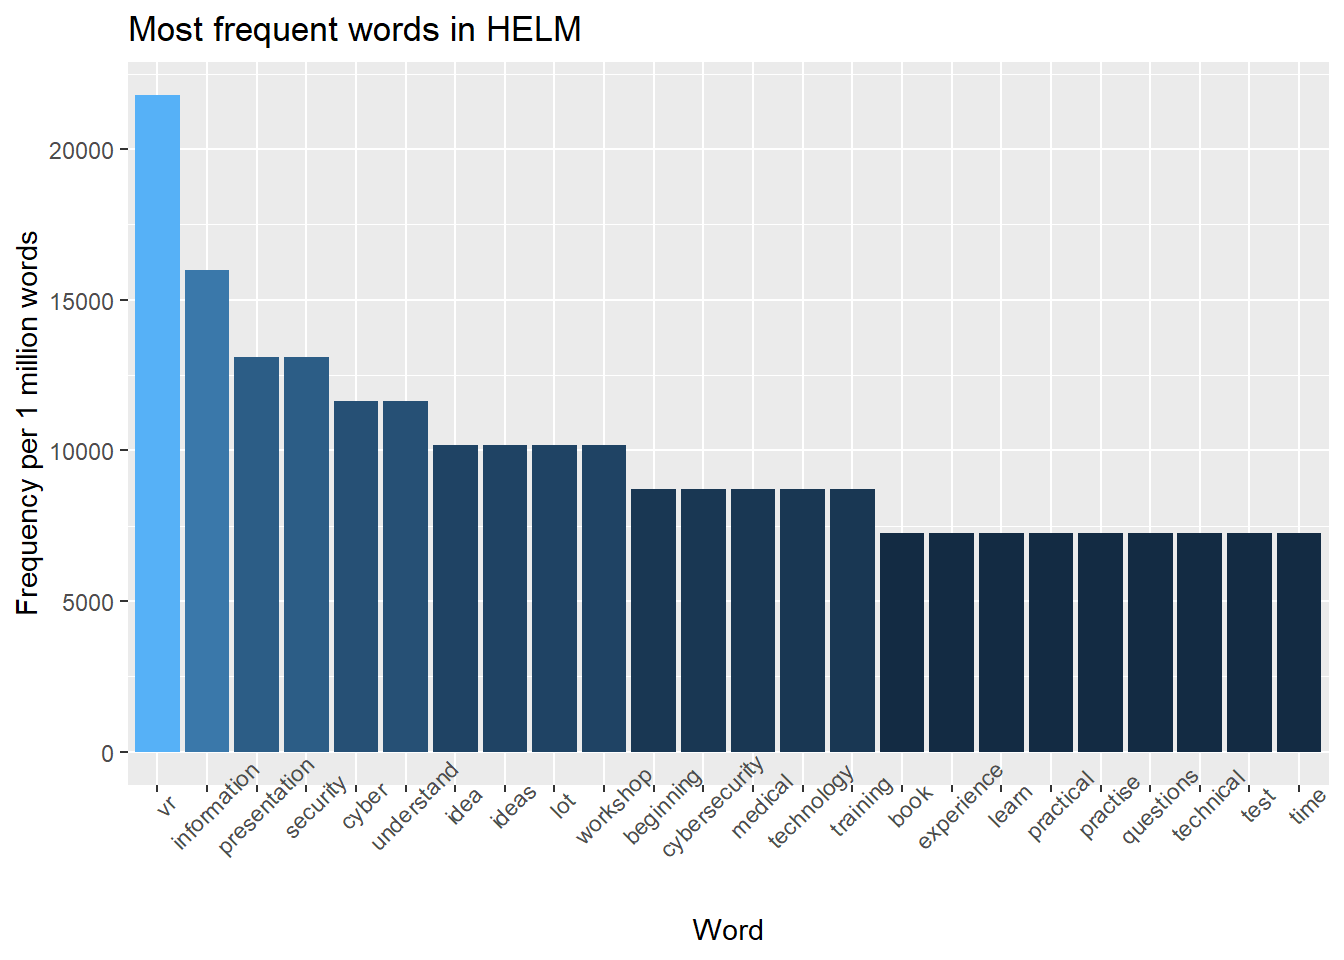 Most frequent words in HELM
Frequency per 1 million words
20000
15000
10000
5000
0
vr
information
presentation
security
cyber
understand
idea
ideas
lot
workshop
beginning
cybersecurity
medical
technology
training
book
experience
learn
practical
practise
questions
technical
test
time
Word